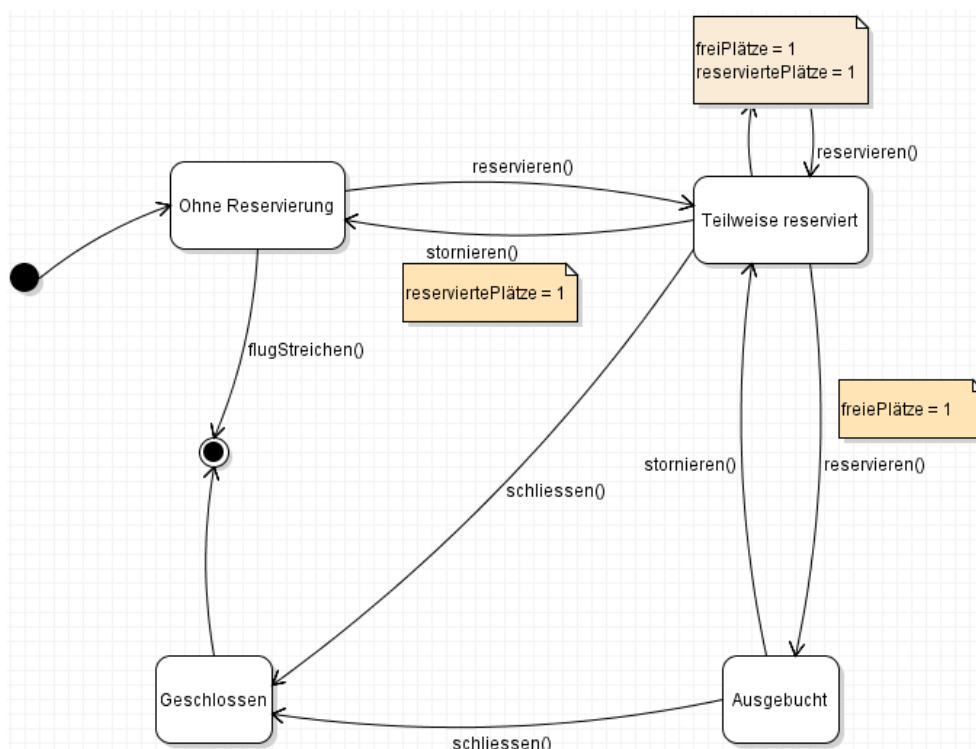 freiPlätze = 1
reserviertePlätze = 1
reservieren()
reservieren()
Ohne Reservierung
Teilweise reserviert
stornieren()
reserviertePlätze = 1
flugStreichen()
freiePlätze = 1
stornieren()
reservieren()
schliessen()
Geschlossen
Ausgebucht
schliessen()